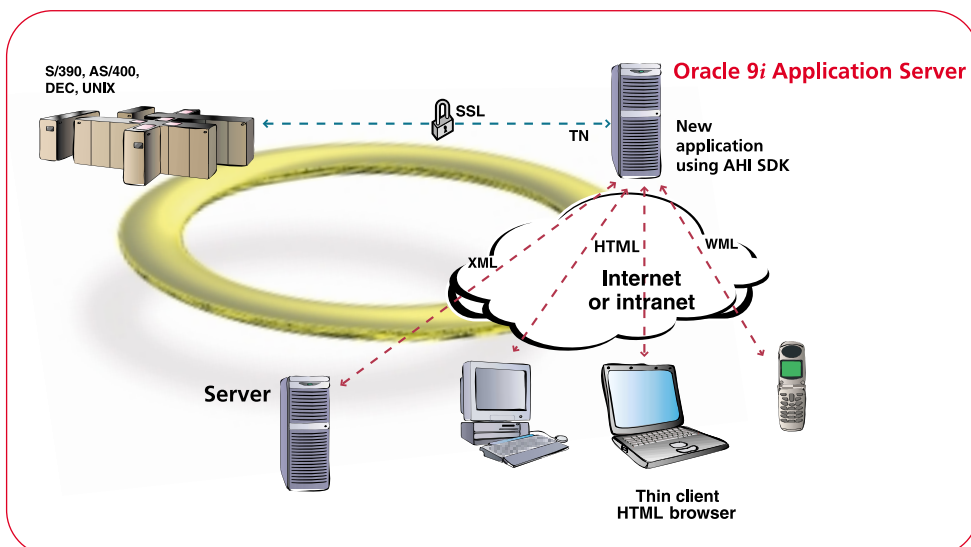 S/390, AS/400,
DEC, UNIX
SSL
TN
Oracle 9i Application Server
New
application
using AHI SDK
XML
HTML
WML
Internet
or intranet
Server
Thin client
HTML browser